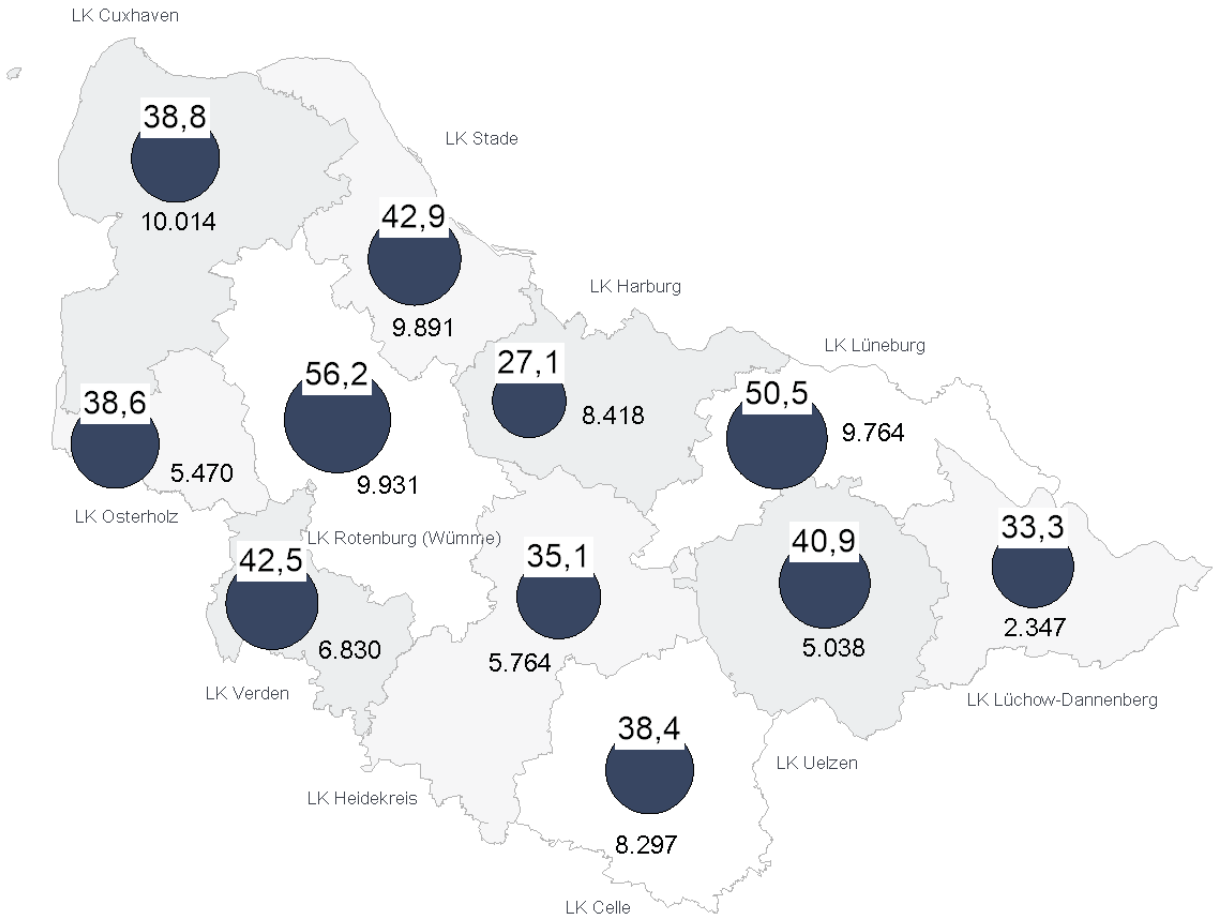 LK Cuxhaven
38,8
10.014
LK Stade
42,9
9.891
LK Harburg
27,1
8.418
LK Lüneburg
50,5
9.764
56,2
9.931
LK Rotenburg (Wümme)
38,6
5.470
LK Osterholz
42,5
6.830
LK Verden
35,1
5.764
LK Heidekreis
40,9
5.038
LK Uelzen
33,3
2.347
LK Lüchow-Dannenberg
38,4
8.297
LK Celle